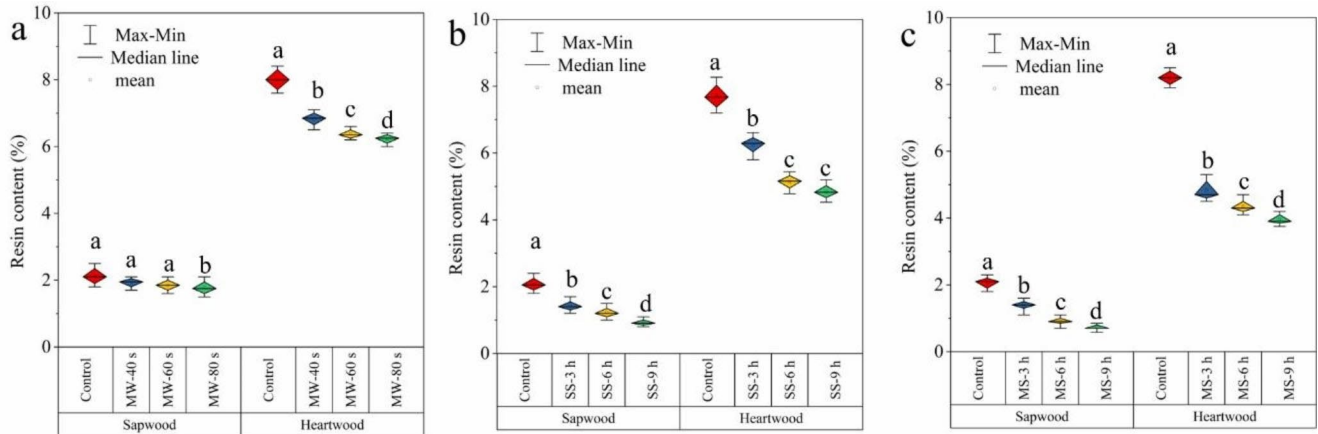 a
Max-Min
Median line
mean
Resin content (%)
10
8
6
4
2
0
a
a
a
b
a
b
c
d
Control
MW-40 s
MW-60 s
MW-80 s
Control
MW-40 s
MW-60 s
MW-80 s
Sapwood
Heartwood
b
Max-Min
Median line
mean
Resin content (%)
10
8
6
4
2
0
a
b
c
d
a
b
c
c
Control
SS-3 h
SS-6 h
SS-9 h
Control
SS-3 h
SS-6 h
SS-9 h
Sapwood
Heartwood
c
Max-Min
Median line
mean
Resin content (%)
10
8
6
4
2
0
a
b
c
d
a
b
c
d
Control
MS-3 h
MS-6 h
MS-9 h
Control
MS-3 h
MS-6 h
MS-9 h
Sapwood
Heartwood